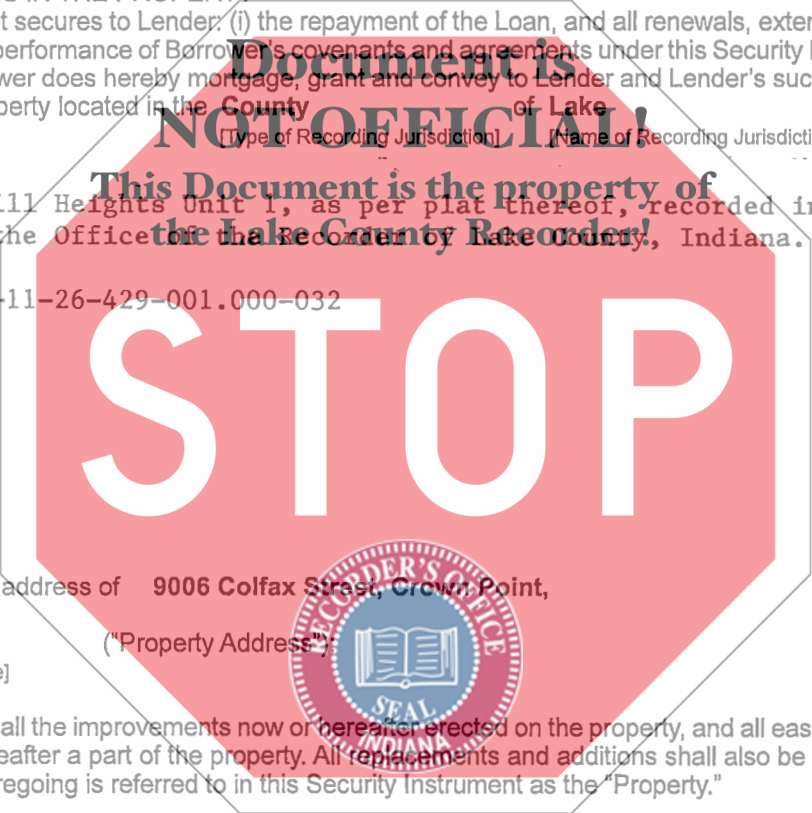 t secures to Lender: (i) the repayment of the Loan, and all renewals, exter
performance of Borrower's covenants and agreements under this Security
wer does hereby mortgage, grant and convey to Lender and Lender's suc
perty located in the County of Lake
[Type of Recording Jurisdiction] [Name of Recording Jurisdicti
Document is
NOT OFFICIAL!
This Document is the property of
the Lake County Recorder!
ill Heights Unit 1, as per plat thereof, recorded in
the Office of the Recorder of Lake County, Indiana.
-11-26-429-001.000-032
STOP
address of 9006 Colfax Street, Crown Point,
("Property Address");
e]
RECORDER'S OFFICE
SEAL
INDIANA
all the improvements now or hereafter erected on the property, and all eas
eafter a part of the property. All replacements and additions shall also be
regoing is referred to in this Security Instrument as the "Property."